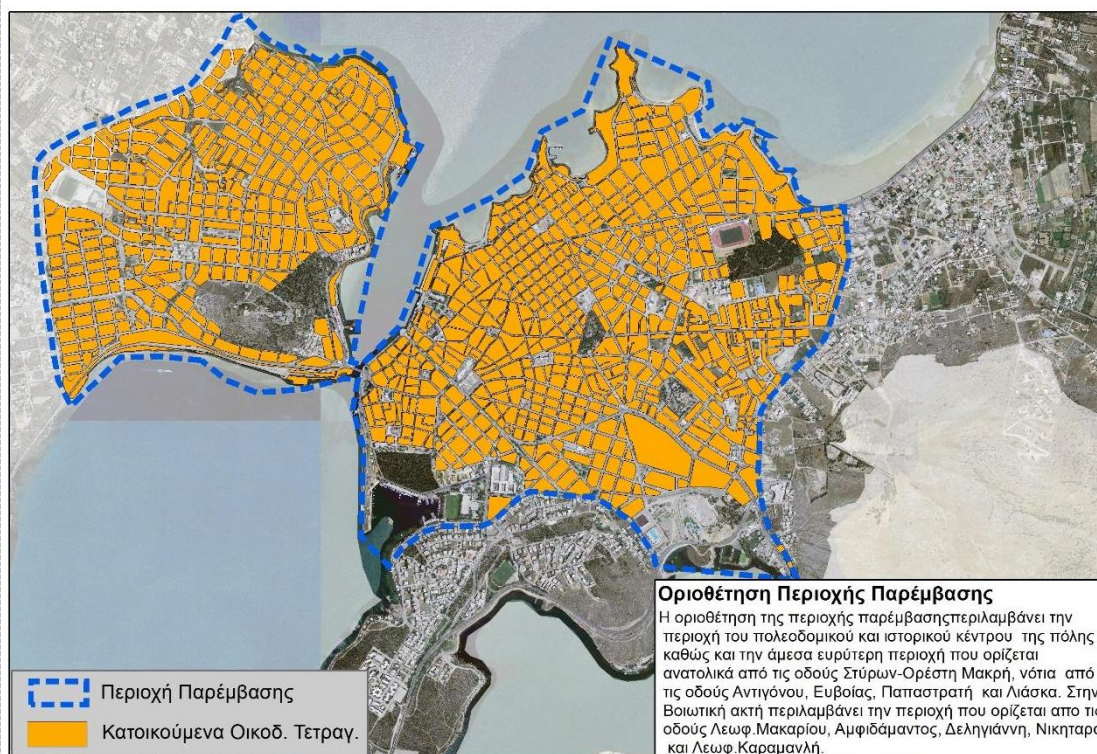 Οριοθέτηση Περιοχής Παρέμβασης
Η οριοθέτηση της περιοχής παρέμβασηςπεριλαμβάνει την
περιοχή του πολεοδομικού και ιστορικού κέντρου της πόλης
καθώς και την άμεσα ευρύτερη περιοχή που ορίζεται
ανατολικά από τις οδούς Στύρων-Ορέστη Μακρή, νότια από
τις οδούς Αντιγόνου, Ευβοίας, Παπαστρατή και Λιάσκα. Στην
Βοιωτική ακτή περιλαμβάνει την περιοχή που ορίζεται απο τις
οδούς Λεωφ.Μακαρίου, Αμφιδάμαντος, Δεληγιάννη, Νικηταρά
και Λεωφ.Καραμανλή.
Περιοχή Παρέμβασης
Κατοικούμενα Οικοδ. Τετραγ.